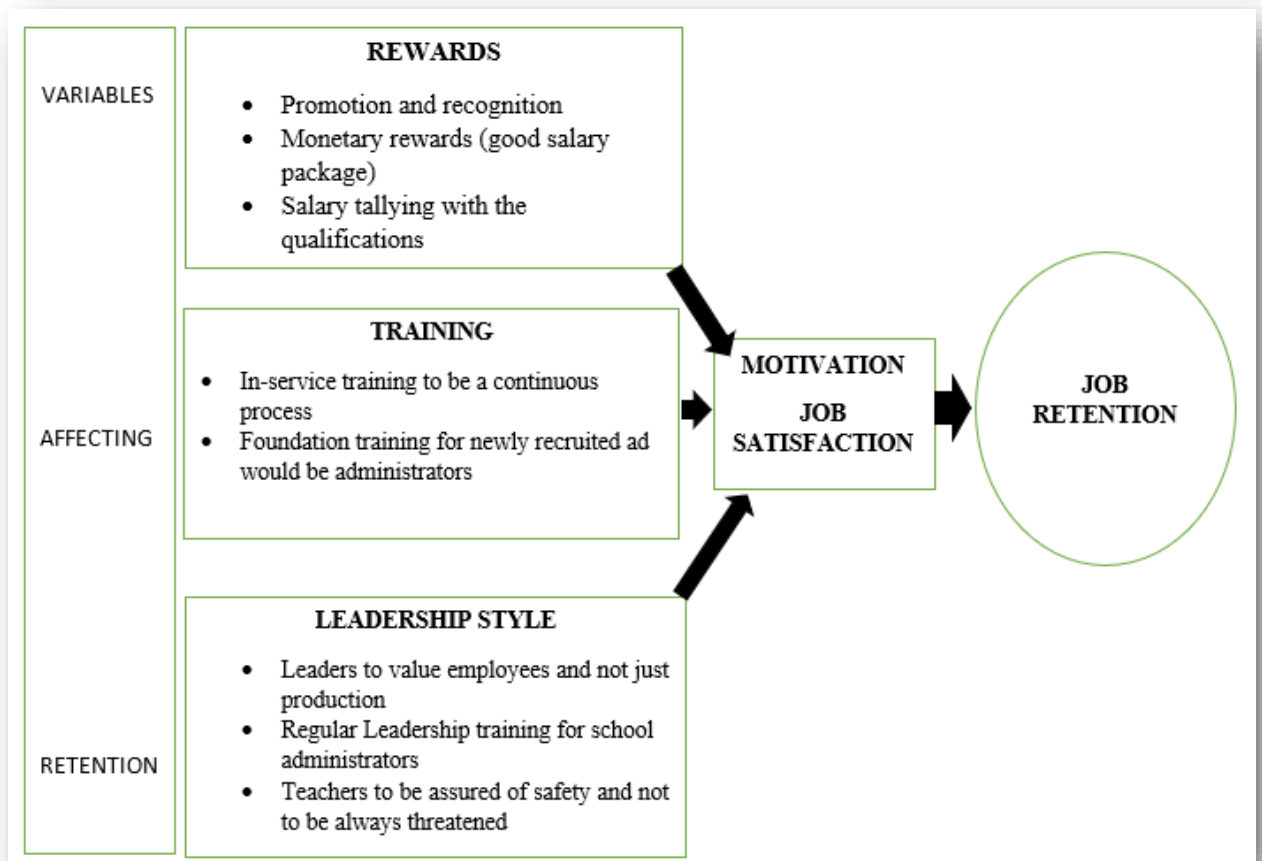 VARIABLES
AFFECTING
RETENTION
REWARDS
• Promotion and recognition
• Monetary rewards (good salary
package)
• Salary tallying with the
qualifications
TRAINING
• In-service training to be a continuous
process
• Foundation training for newly recruited ad
would be administrators
LEADERSHIP STYLE
• Leaders to value employees and not just
production
• Regular Leadership training for school
administrators
• Teachers to be assured of safety and not
to be always threatened
MOTIVATION
JOB
SATISFACTION
JOB
RETENTION